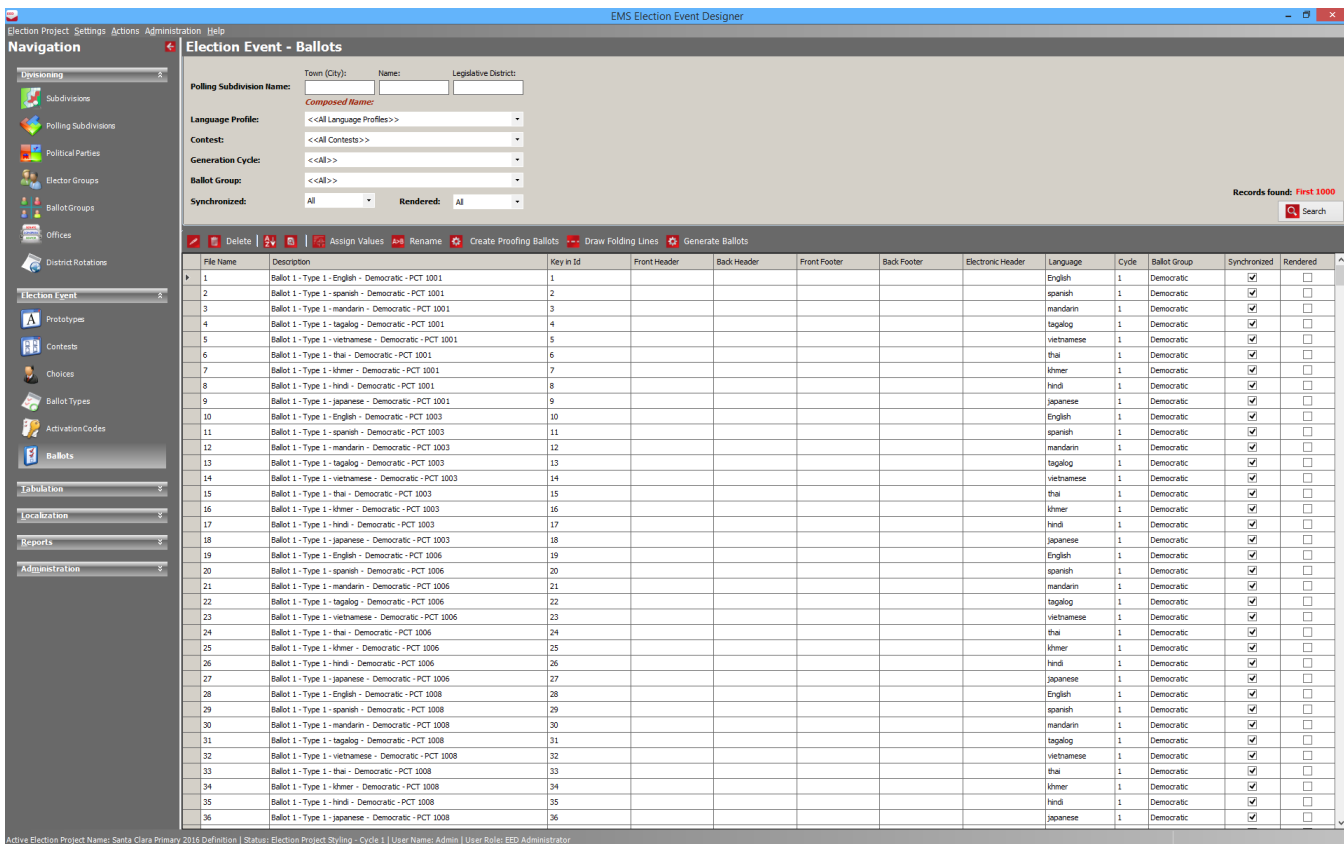 EMS Election Event Designer
Election Project Settings Actions Administration Help
Navigation
Election Event - Ballots
Divisioning
Subdivisions
Polling Subdivisions
Political Parties
Elector Groups
BallotGroups
Offices
District Rotations
Election Event
Prototypes
Contests
Choices
Ballot Types
ActivationCodes
Ballots
Tabulation
Localization
Reports
Administration
Town (City): Name: Legislative District:
Polling Subdivision Name:
Composed Name:
Language Profile: <<All Language Profiles>>
Contest: <<All Contests>>
Generation Cycle: <<All>>
Ballot Group: <<All>>
Synchronized: All Rendered: All
Records found: First 1000
Search
Delete Assign Values Rename Create Proofing Ballots Draw Folding Lines Generate Ballots
File Name Description Key in Id Front Header Back Header Front Footer Back Footer Electronic Header Language Cycle Ballot Group Synchronized Rendered
1 Ballot 1 - Type 1 - English - Democratic - PCT 1001 1 English 1 Democratic
2 Ballot 1 - Type 1 - spanish - Democratic - PCT 1001 2 spanish 1 Democratic
3 Ballot 1 - Type 1 - mandarin - Democratic - PCT 1001 3 mandarin 1 Democratic
4 Ballot 1 - Type 1 - tagalog - Democratic - PCT 1001 4 tagalog 1 Democratic
5 Ballot 1 - Type 1 - vietnamese - Democratic - PCT 1001 5 vietnamese 1 Democratic
6 Ballot 1 - Type 1 - thai - Democratic - PCT 1001 6 thai 1 Democratic
7 Ballot 1 - Type 1 - khmer - Democratic - PCT 1001 7 khmer 1 Democratic
8 Ballot 1 - Type 1 - hindi - Democratic - PCT 1001 8 hindi 1 Democratic
9 Ballot 1 - Type 1 - japanese - Democratic - PCT 1001 9 japanese 1 Democratic
10 Ballot 1 - Type 1 - English - Democratic - PCT 1003 10 English 1 Democratic
11 Ballot 1 - Type 1 - spanish - Democratic - PCT 1003 11 spanish 1 Democratic
12 Ballot 1 - Type 1 - mandarin - Democratic - PCT 1003 12 mandarin 1 Democratic
13 Ballot 1 - Type 1 - tagalog - Democratic - PCT 1003 13 tagalog 1 Democratic
14 Ballot 1 - Type 1 - vietnamese - Democratic - PCT 1003 14 vietnamese 1 Democratic
15 Ballot 1 - Type 1 - thai - Democratic - PCT 1003 15 thai 1 Democratic
16 Ballot 1 - Type 1 - khmer - Democratic - PCT 1003 16 khmer 1 Democratic
17 Ballot 1 - Type 1 - hindi - Democratic - PCT 1003 17 hindi 1 Democratic
18 Ballot 1 - Type 1 - japanese - Democratic - PCT 1003 18 japanese 1 Democratic
19 Ballot 1 - Type 1 - English - Democratic - PCT 1006 19 English 1 Democratic
20 Ballot 1 - Type 1 - spanish - Democratic - PCT 1006 20 spanish 1 Democratic
21 Ballot 1 - Type 1 - mandarin - Democratic - PCT 1006 21 mandarin 1 Democratic
22 Ballot 1 - Type 1 - tagalog - Democratic - PCT 1006 22 tagalog 1 Democratic
23 Ballot 1 - Type 1 - vietnamese - Democratic - PCT 1006 23 vietnamese 1 Democratic
24 Ballot 1 - Type 1 - thai - Democratic - PCT 1006 24 thai 1 Democratic
25 Ballot 1 - Type 1 - khmer - Democratic - PCT 1006 25 khmer 1 Democratic
26 Ballot 1 - Type 1 - hindi - Democratic - PCT 1006 26 hindi 1 Democratic
27 Ballot 1 - Type 1 - japanese - Democratic - PCT 1006 27 japanese 1 Democratic
28 Ballot 1 - Type 1 - English - Democratic - PCT 1008 28 English 1 Democratic
29 Ballot 1 - Type 1 - spanish - Democratic - PCT 1008 29 spanish 1 Democratic
30 Ballot 1 - Type 1 - mandarin - Democratic - PCT 1008 30 mandarin 1 Democratic
31 Ballot 1 - Type 1 - tagalog - Democratic - PCT 1008 31 tagalog 1 Democratic
32 Ballot 1 - Type 1 - vietnamese - Democratic - PCT 1008 32 vietnamese 1 Democratic
33 Ballot 1 - Type 1 - thai - Democratic - PCT 1008 33 thai 1 Democratic
34 Ballot 1 - Type 1 - khmer - Democratic - PCT 1008 34 khmer 1 Democratic
35 Ballot 1 - Type 1 - hindi - Democratic - PCT 1008 35 hindi 1 Democratic
36 Ballot 1 - Type 1 - japanese - Democratic - PCT 1008 36 japanese 1 Democratic
Active Election Project Name: Santa Clara Primary 2016 Definition | Status: Election Project Styling - Cycle 1 | User Name: Admin | User Role: EED Administrator